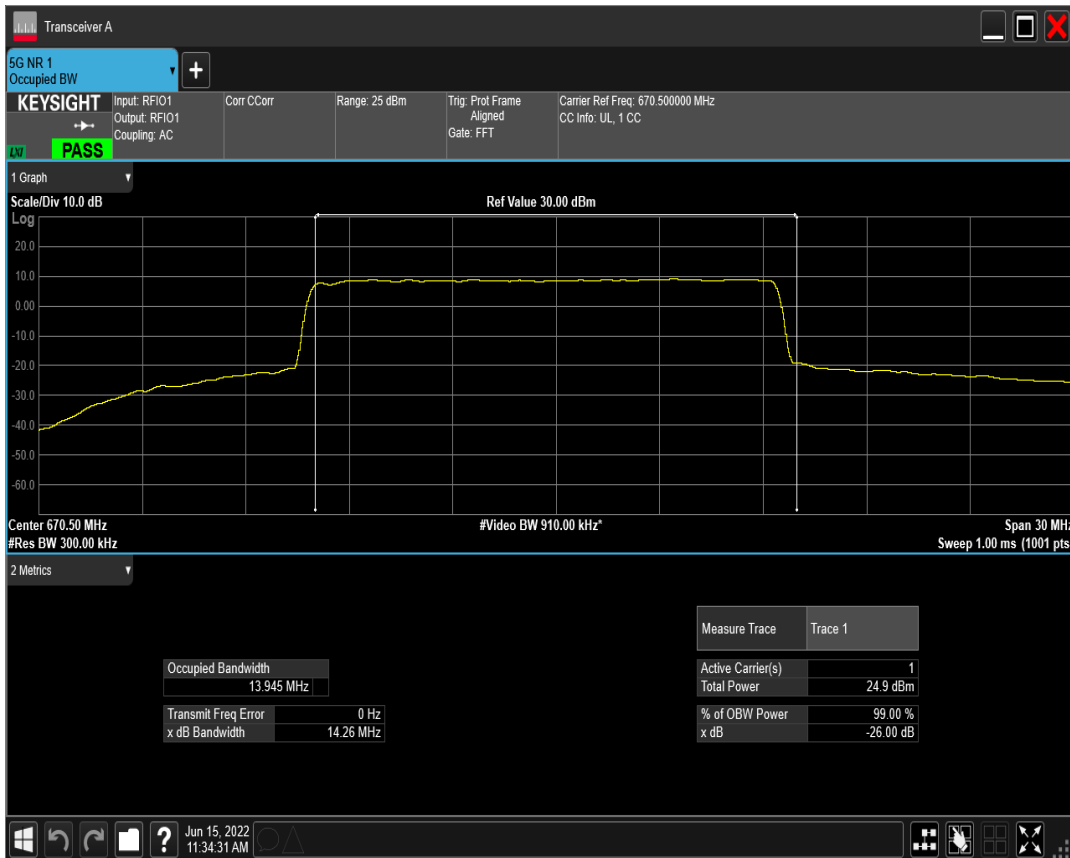 Transceiver A
5G NR 1
Occupied BW
+
KEYSIGHT
LXI
PASS
Input: RFIO1
Output: RFIO1
Coupling: AC
Corr CCorr
Range: 25 dBm
Trig: Prot Frame
Aligned
Gate: FFT
Carrier Ref Freq: 670.500000 MHz
CC Info: UL, 1 CC
1 Graph
Scale/Div 10.0 dB
Ref Value 30.00 dBm
Log
20.0
10.0
0.00
-10.0
-20.0
-30.0
-40.0
-50.0
-60.0
Center 670.50 MHz
#Video BW 910.00 kHz*
Span 30 MHz
#Res BW 300.00 kHz
Sweep 1.00 ms (1001 pts
2 Metrics
Measure Trace Trace 1
Occupied Bandwidth
13.945 MHz
Active Carrier(s) 1
Total Power 24.9 dBm
Transmit Freq Error 0 Hz
x dB Bandwidth 14.26 MHz
% of OBW Power 99.00 %
x dB -26.00 dB
?
Jun 15, 2022
11:34:31 AM